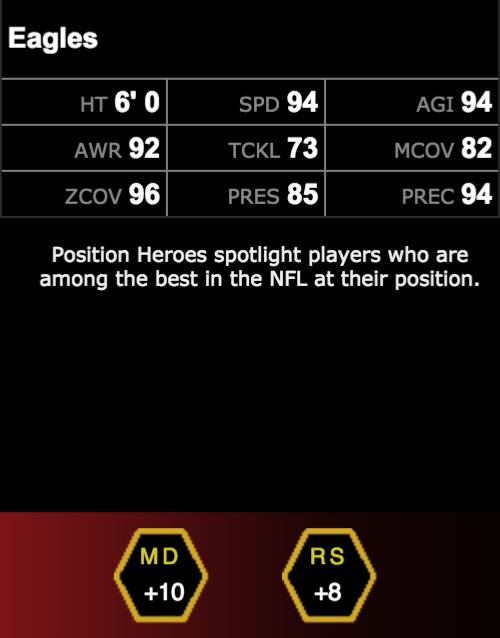 Eagles
HT 6' 0 SPD 94 AGI 94
AWR 92 TCKL 73 MCOV 82
ZCOV 96 PRES 85 PREC 94
Position Heroes spotlight players who are
among the best in the NFL at their position.
MD RS
+10 +8